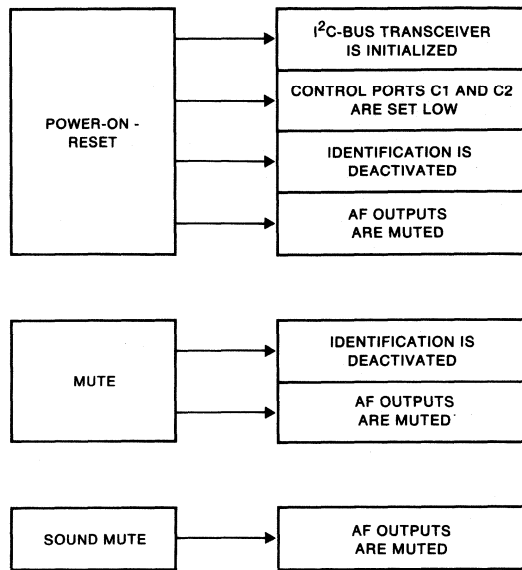 POWER-ON -
RESET
I²C-BUS TRANSCEIVER
IS INITIALIZED
CONTROL PORTS C1 AND C2
ARE SET LOW
IDENTIFICATION IS
DEACTIVATED
AF OUTPUTS
ARE MUTED
MUTE
IDENTIFICATION IS
DEACTIVATED
AF OUTPUTS
ARE MUTED
SOUND MUTE
AF OUTPUTS
ARE MUTED